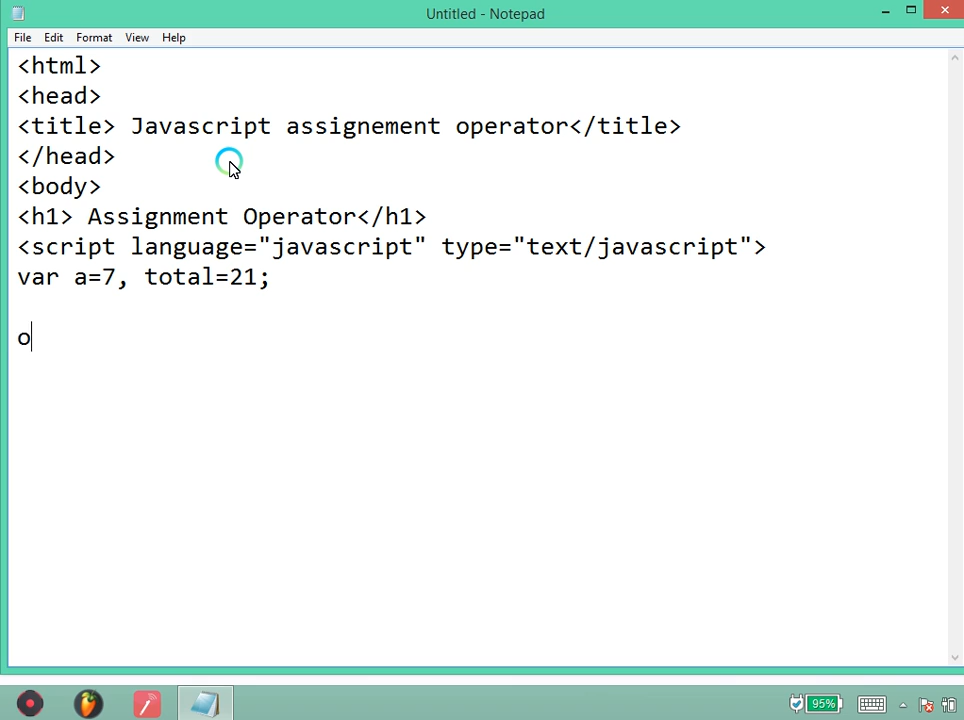 Untitled - Notepad
File Edit Format View Help
<html>
<head>
<title> Javascript assignement operator</title>
</head>
<body>
<h1> Assignment Operator</h1>
<script language="javascript" type="text/javascript">
var a=7, total=21;
o
95%